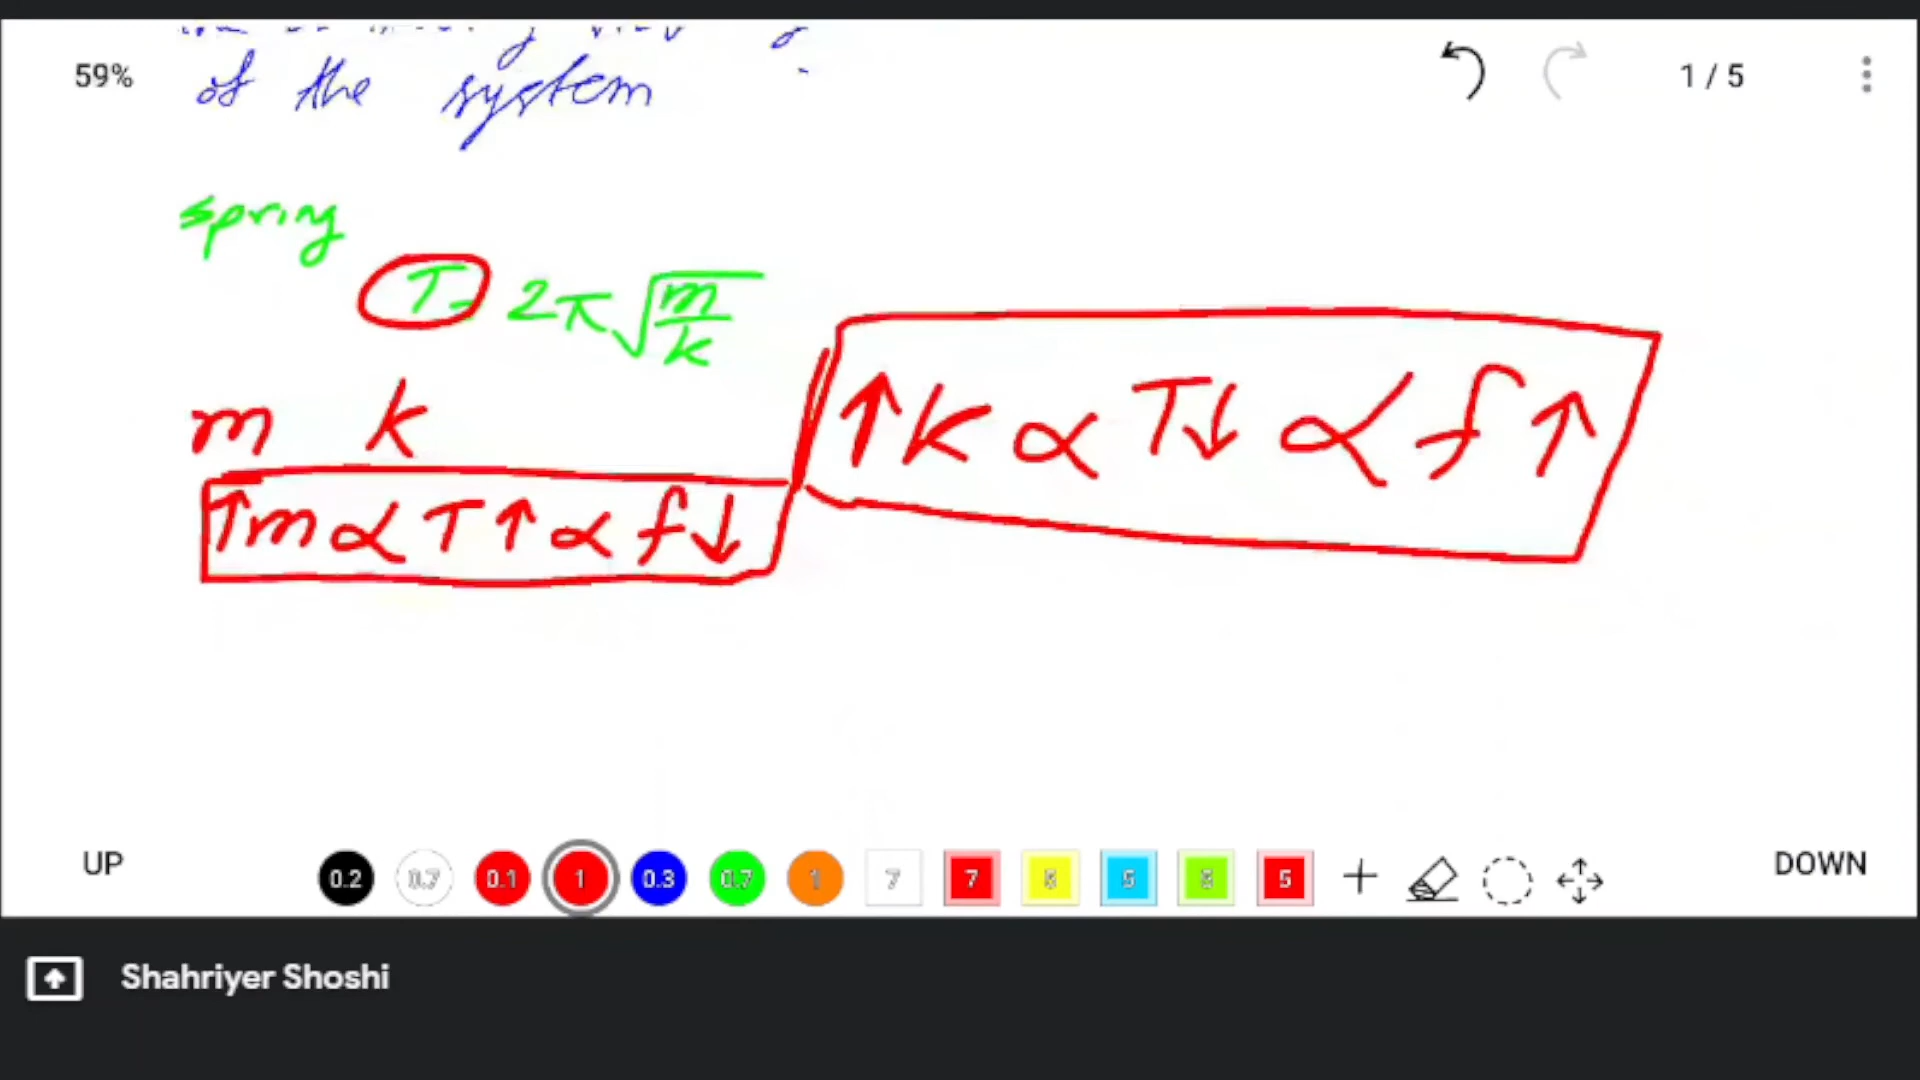 59%
1 / 5
of the system
spring
T = 2π√m/k
m k
↑k ∝ T↓ ∝ f↑
↑m ∝ T↑ ∝ f↓
UP
0.2 0.7 0.1 1 0.3 0.7 1 7 7 5 5 5
DOWN
Shahriyer Shoshi